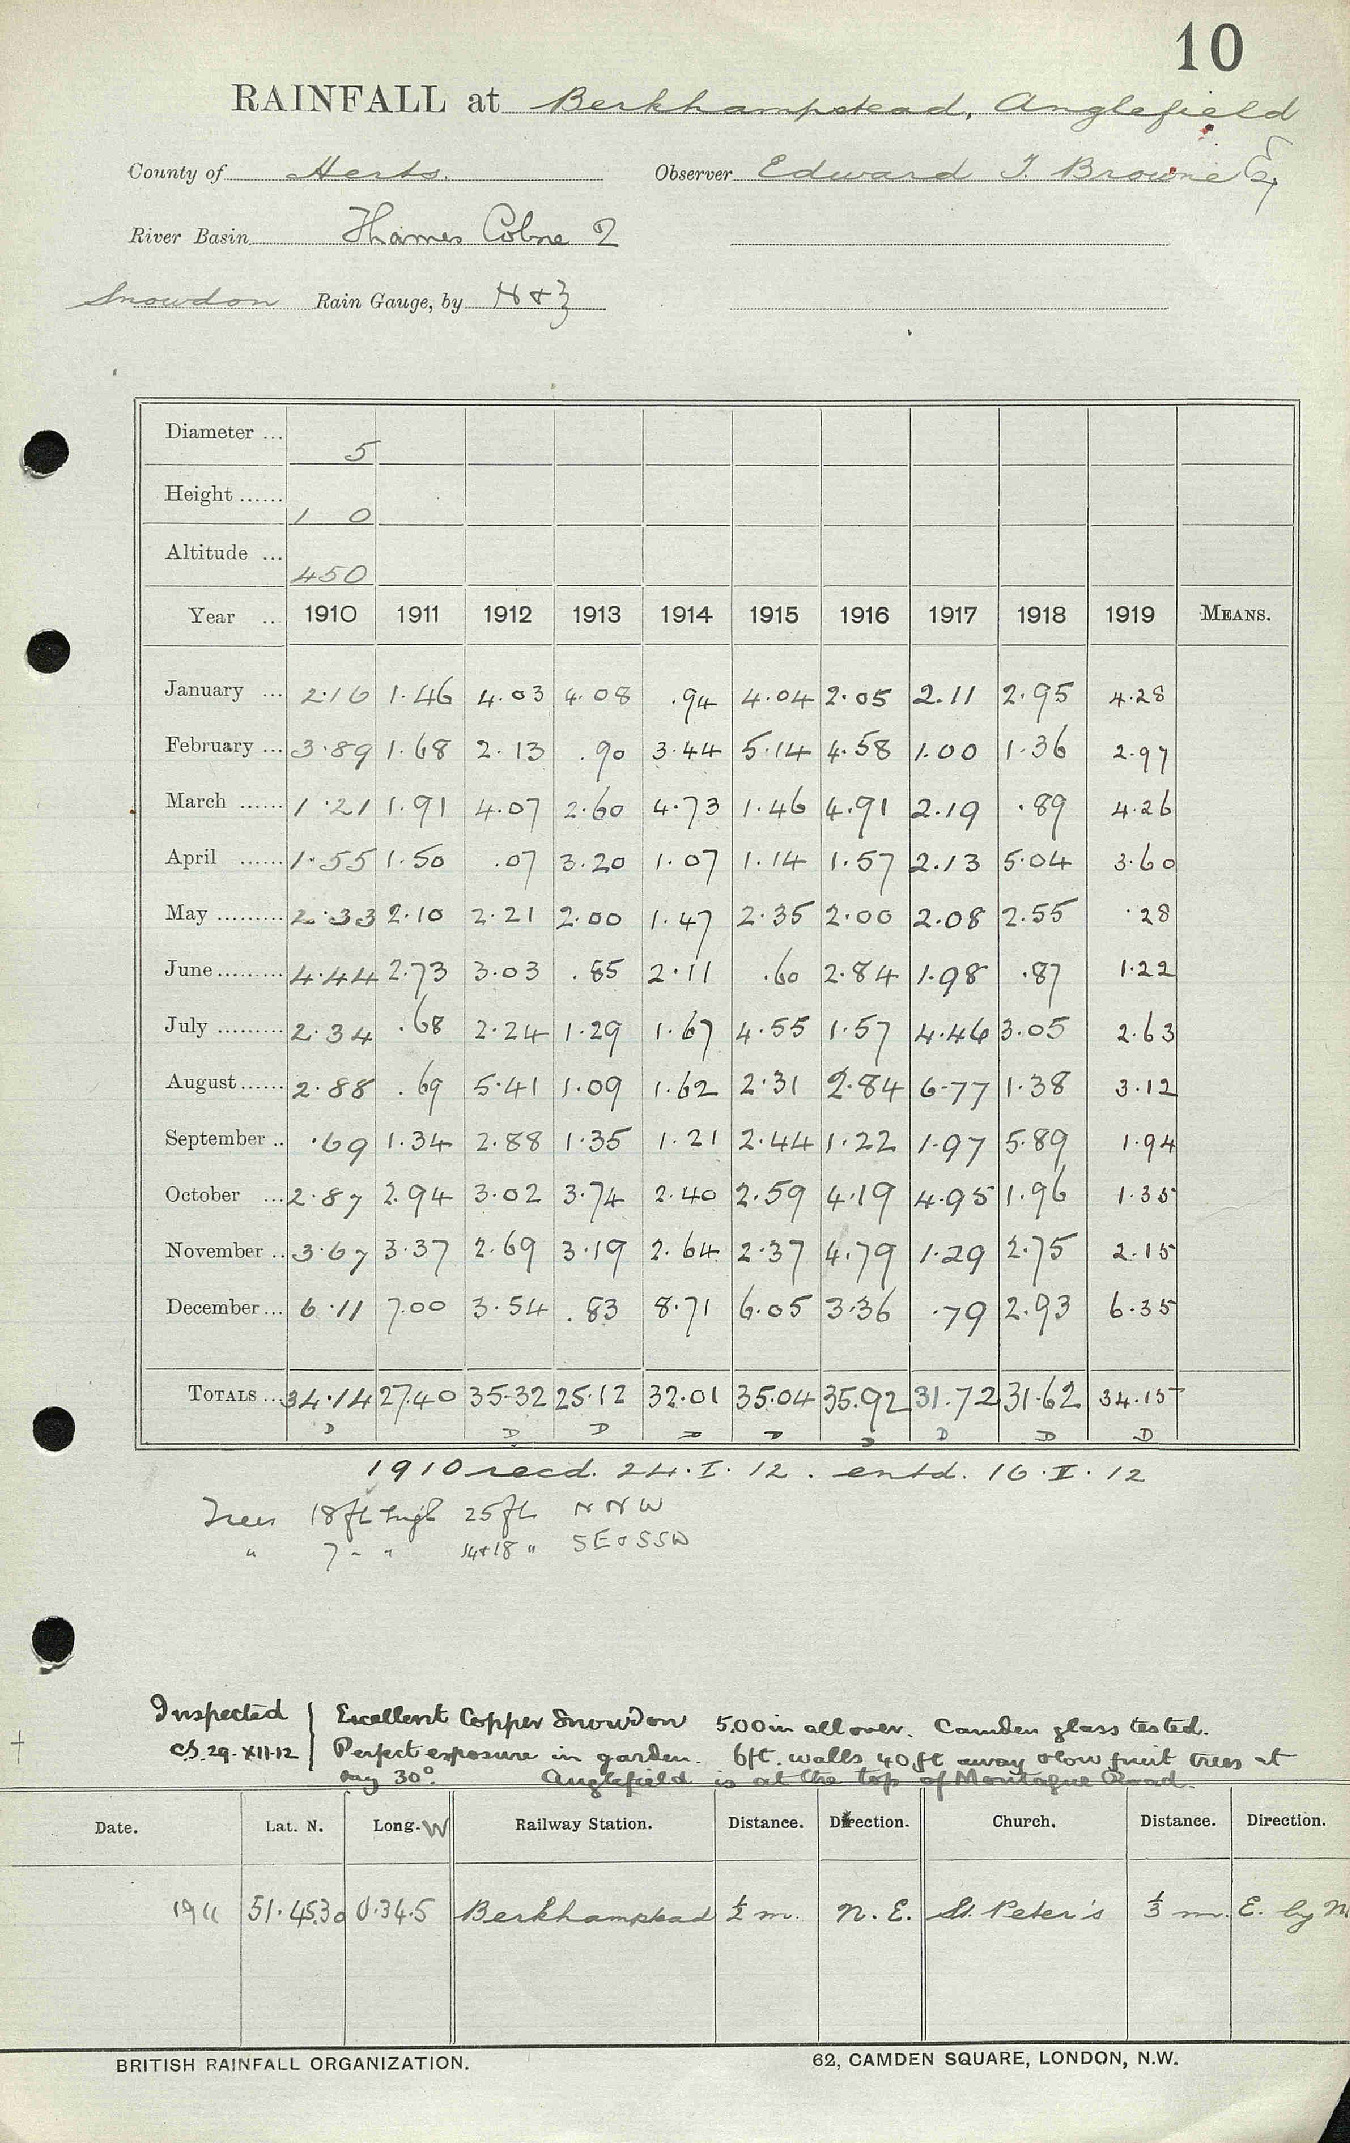 10
RAINFALL at Berkhampstead, Anglefield
County of Herts. Observer Edward T. Browne Esq
River Basin Thames Colne 2
Snowdon Rain Gauge, by N & Z
Diameter ... 5
Height ...... 1 0
Altitude ... 450
Year .. 1910 1911 1912 1913 1914 1915 1916 1917 1918 1919 MEANS.
January ... 2.16 1.46 4.03 4.08 .94 4.04 2.05 2.11 2.95 4.28
February ... 3.89 1.68 2.13 .90 3.44 5.14 4.58 1.00 1.36 2.97
March ...... 1.21 1.91 4.07 2.60 4.73 1.46 4.91 2.19 .89 4.26
April ...... 1.55 1.50 .07 3.20 1.07 1.14 1.57 2.13 5.04 3.60
May ......... 2.33 2.10 2.21 2.00 1.47 2.35 2.00 2.08 2.55 .28
June ......... 4.44 2.73 3.03 .85 2.11 .60 2.84 1.98 .87 1.22
July ......... 2.34 .68 2.24 1.29 1.67 4.55 1.57 4.46 3.05 2.63
August ...... 2.88 .69 5.41 1.09 1.62 2.31 2.84 6.77 1.38 3.12
September .. .69 1.34 2.88 1.35 1.21 2.44 1.22 1.97 5.89 1.94
October ... 2.87 2.94 3.02 3.74 2.40 2.59 4.19 4.95 1.96 1.35
November .. 3.67 3.37 2.69 3.19 2.64 2.37 4.79 1.29 2.75 2.15
December ... 6.11 7.00 3.54 .83 8.71 6.05 3.36 .79 2.93 6.35
TOTALS ... 34.14 27.40 35.32 25.12 32.01 35.04 35.92 31.72 31.62 34.15
D D D D D D D D D
1910 recd. 24.I.12. entd. 16.II.12
Trees 18 ft high 25 ft NNW
" 7 " " 14+18 " SE & SSW
Inspected Excellent Copper Snowdon 5.00 in all over. Camden glass tested.
CS. 29.XII.12 Perfect exposure in garden. 6ft. walls 40 ft away & low fruit trees at
say 30°. Anglefield is at the top of Montague Road.
Date. Lat. N. Long. W Railway Station. Distance. Direction. Church. Distance. Direction.
1911 51.45.30 0.34.5 Berkhampstead ½ m. N. E. St. Peter's ⅓ m. E. by N.
BRITISH RAINFALL ORGANIZATION. 62, CAMDEN SQUARE, LONDON, N.W.